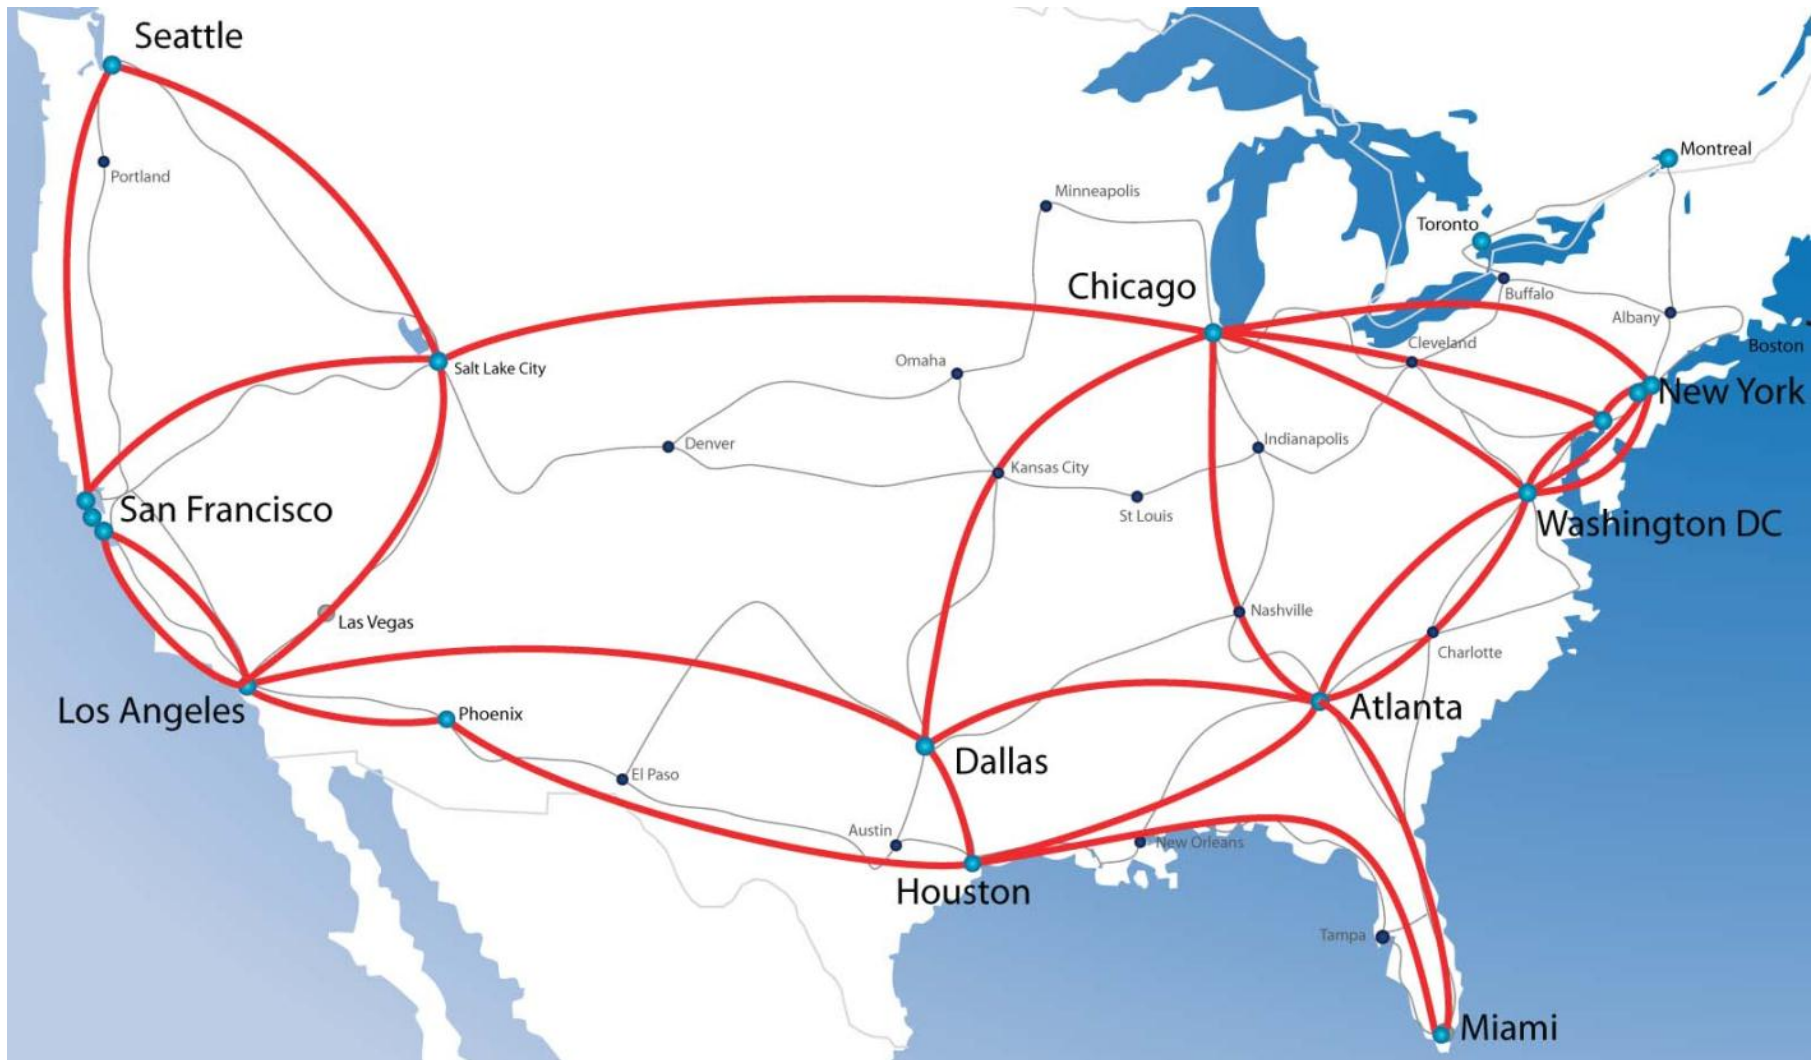 Seattle
Montreal
Portland
Minneapolis
Toronto
Chicago
Buffalo
Albany
Cleveland
Boston
Omaha
Salt Lake City
New York
Denver
Indianapolis
Kansas City
San Francisco
St Louis
Washington DC
Nashville
Las Vegas
Charlotte
Los Angeles
Phoenix
Atlanta
Dallas
El Paso
Austin
New Orleans
Houston
Tampa
Miami